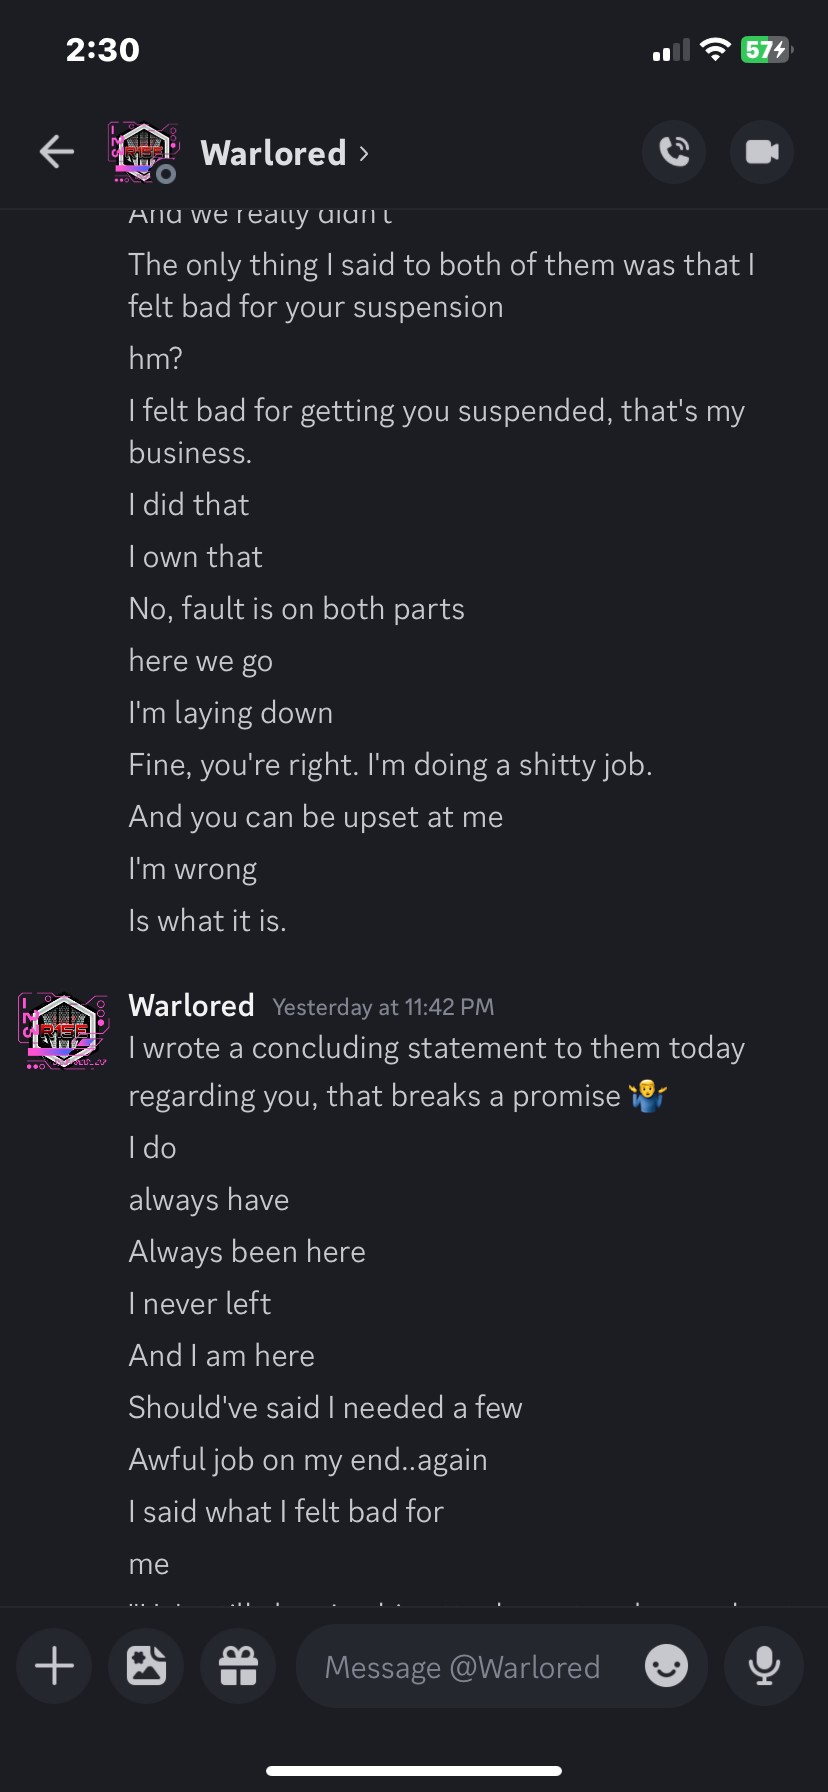 2:30
57
Warlored
And we really didn't
The only thing I said to both of them was that I
felt bad for your suspension
hm?
I felt bad for getting you suspended, that's my
business.
I did that
I own that
No, fault is on both parts
here we go
I'm laying down
Fine, you're right. I'm doing a shitty job.
And you can be upset at me
I'm wrong
Is what it is.
R15E
Warlored Yesterday at 11:42 PM
I wrote a concluding statement to them today
regarding you, that breaks a promise 🤷‍♂️
I do
always have
Always been here
I never left
And I am here
Should've said I needed a few
Awful job on my end..again
I said what I felt bad for
me
Message @Warlored